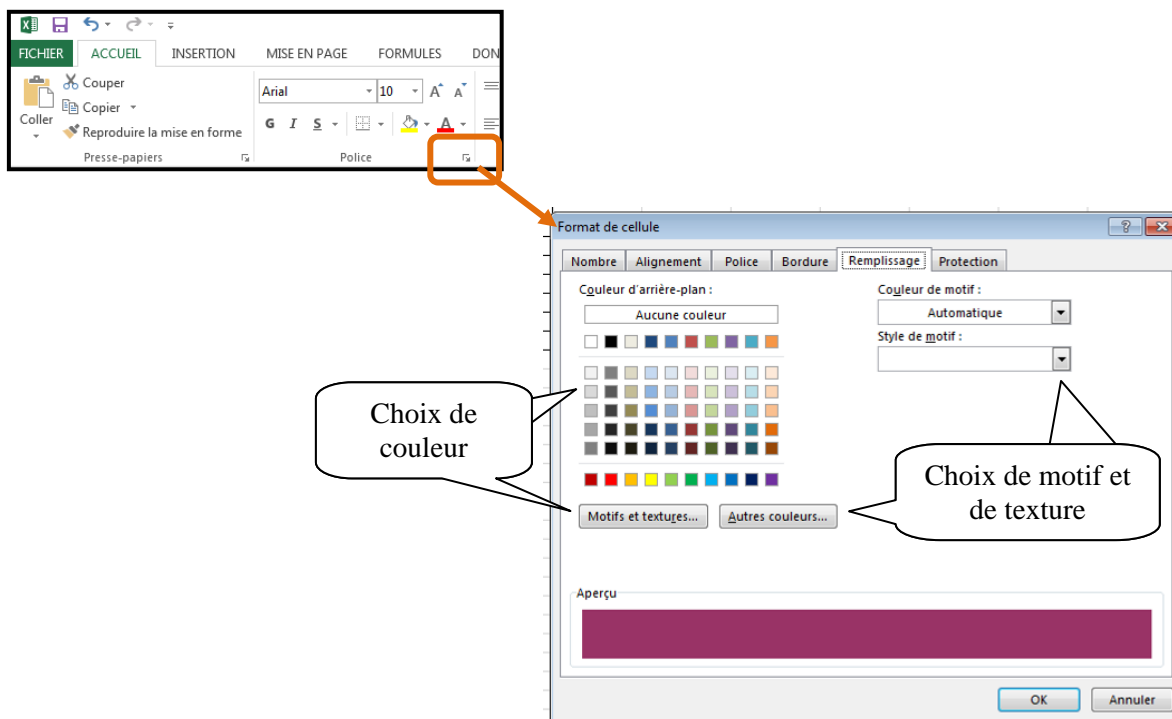 FICHIER ACCUEIL INSERTION MISE EN PAGE FORMULES DON
Couper
Copier
Coller
Reproduire la mise en forme
Presse-papiers
Arial 10 A A
G I S A
Police
Format de cellule
Nombre Alignement Police Bordure Remplissage Protection
Couleur d'arrière-plan :
Aucune couleur
Couleur de motif :
Automatique
Style de motif :
Choix de
couleur
Choix de motif et
de texture
Motifs et textures... Autres couleurs...
Aperçu
OK Annuler